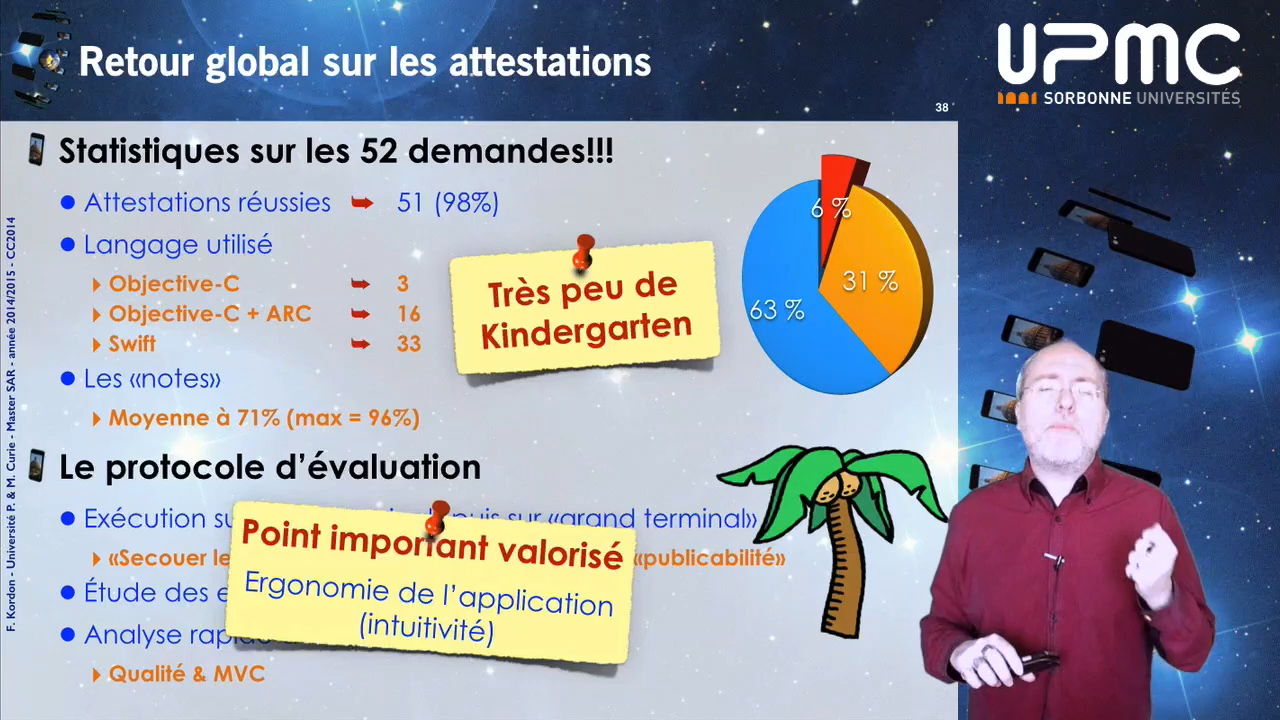 Retour global sur les attestations
UPMC
SORBONNE UNIVERSITÉS
38
Statistiques sur les 52 demandes!!!
Attestations réussies 51 (98%)
Langage utilisé
Objective-C 3
Objective-C + ARC 16
Swift 33
Les «notes»
Moyenne à 71% (max = 96%)
Très peu de
Kindergarten
6 %
31 %
63 %
Le protocole d’évaluation
Exécution su depuis sur «grand terminal»
«Secouer le «publicabilité»
Étude des
Analyse
Qualité & MVC
Point important valorisé
Ergonomie de l’application
(intuitivité)
F. Kordon - Université P. & M. Curie - Master SAR - année 2014/2015 - CC2014